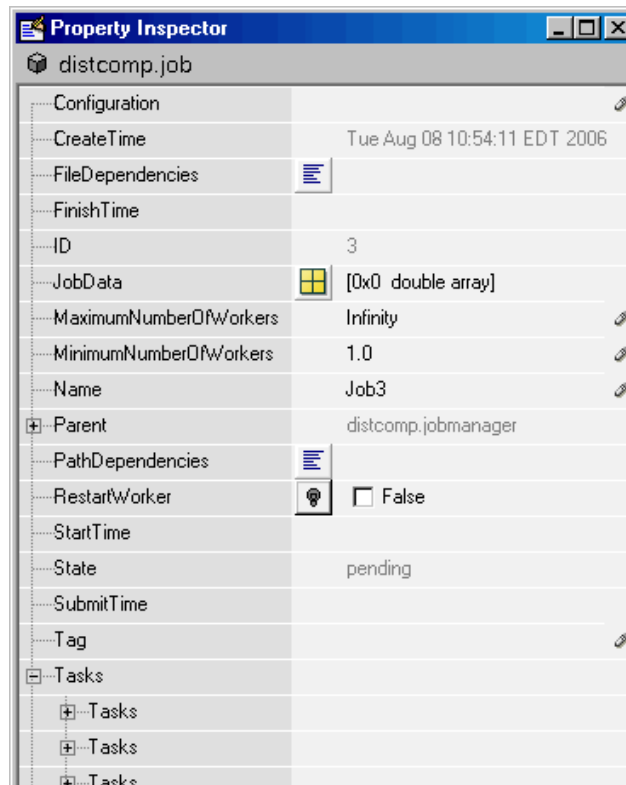 Property Inspector
distcomp.job
Configuration
CreateTime Tue Aug 08 10:54:11 EDT 2006
FileDependencies
FinishTime
ID 3
JobData [0x0 double array]
MaximumNumberOfWorkers Infinity
MinimumNumberOfWorkers 1.0
Name Job3
Parent distcomp.jobmanager
PathDependencies
RestartWorker False
StartTime
State pending
SubmitTime
Tag
Tasks
Tasks
Tasks
Tasks